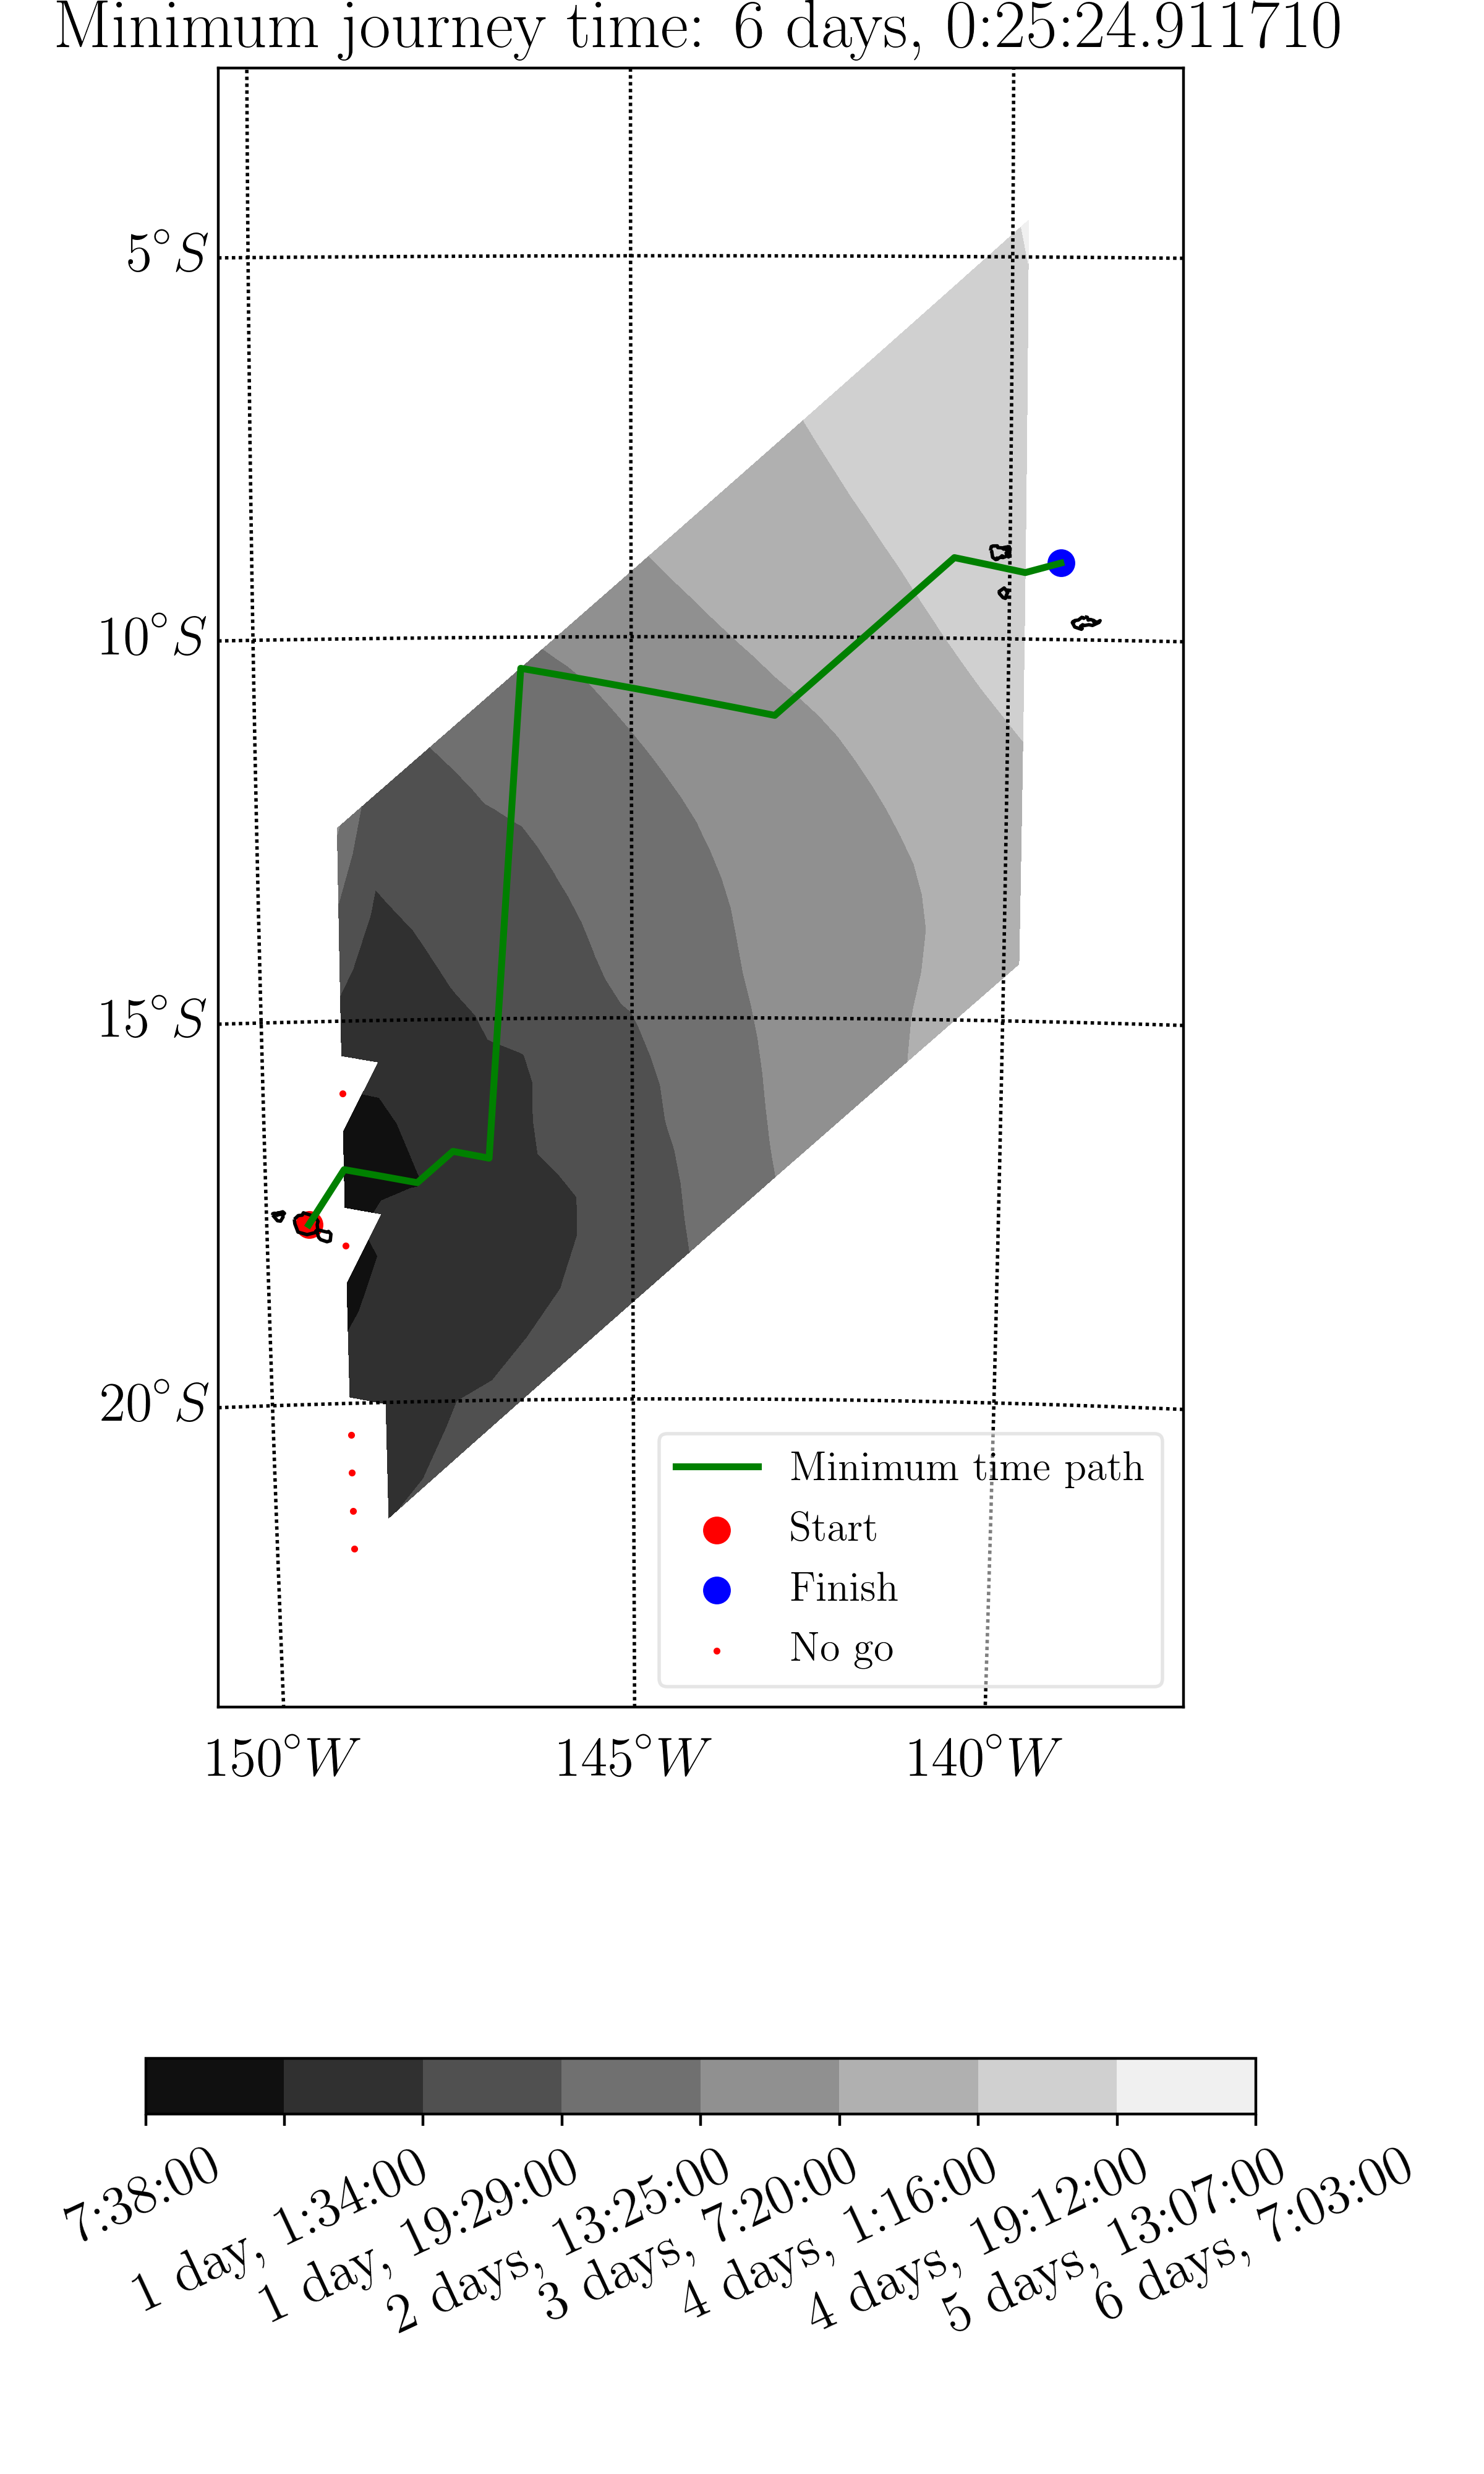 Minimum journey time: 6 days, 0:25:24.911710
5°S
10°S
15°S
20°S
Minimum time path
Start
Finish
No go
150°W 145°W 140°W
7:38:00
1 day, 1:34:00
1 day, 19:29:00
2 days, 13:25:00
3 days, 7:20:00
4 days, 1:16:00
4 days, 19:12:00
5 days, 13:07:00
6 days, 7:03:00